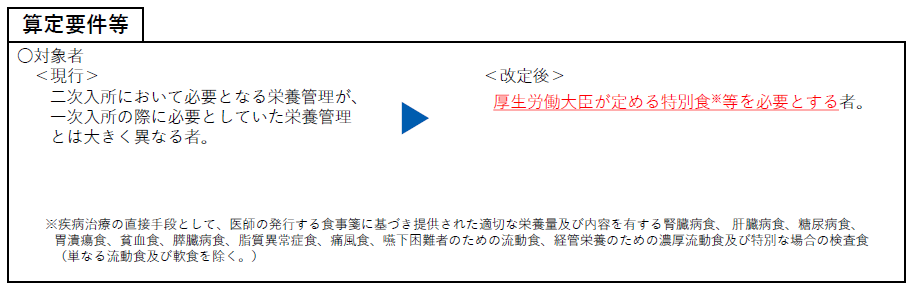 算定要件等
○対象者
＜現行＞
二次入所において必要となる栄養管理が、
一次入所の際に必要としていた栄養管理
とは大きく異なる者。
＜改定後＞
厚生労働大臣が定める特別食※等を必要とする者。
※疾病治療の直接手段として、医師の発行する食事箋に基づき提供された適切な栄養量及び内容を有する腎臓病食、肝臓病食、糖尿病食、
胃潰瘍食、貧血食、膵臓病食、脂質異常症食、痛風食、嚥下困難者のための流動食、経管栄養のための濃厚流動食及び特別な場合の検査食
（単なる流動食及び軟食を除く。）